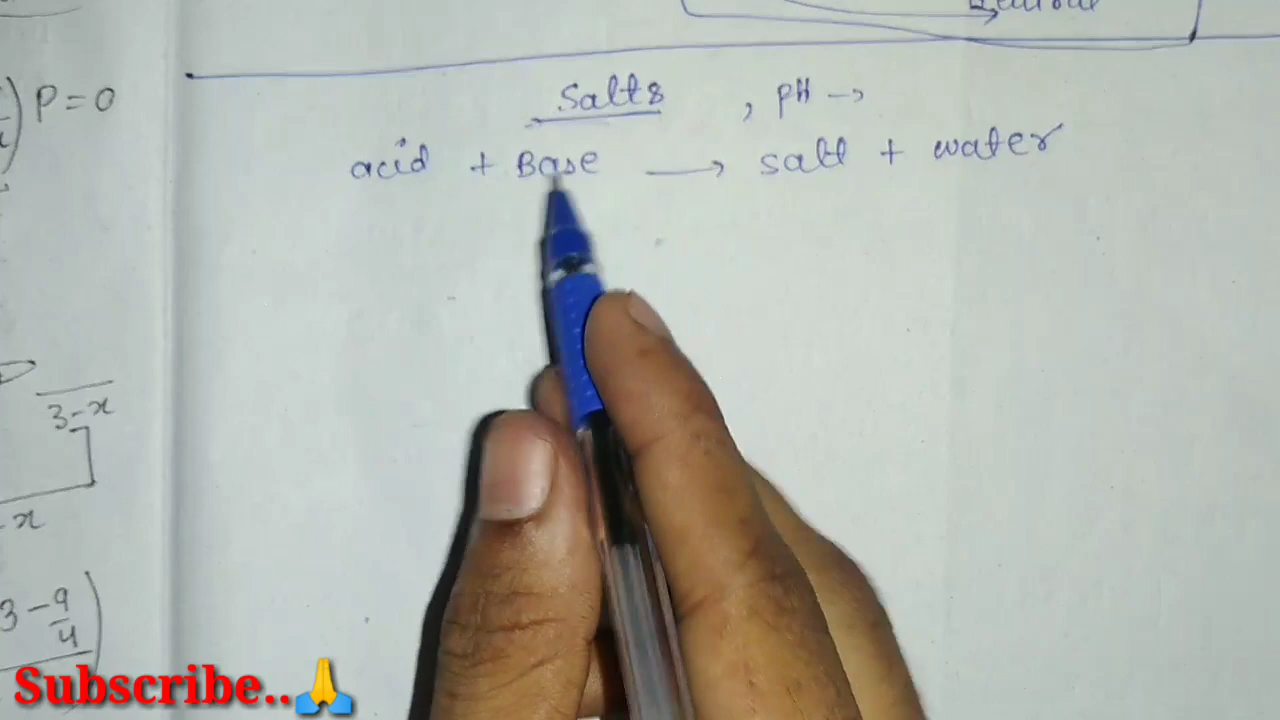 Salts , pH →
acid + Base → salt + water
P = 0
3-x
-x
3 - 9/4)
Subscribe..🙏